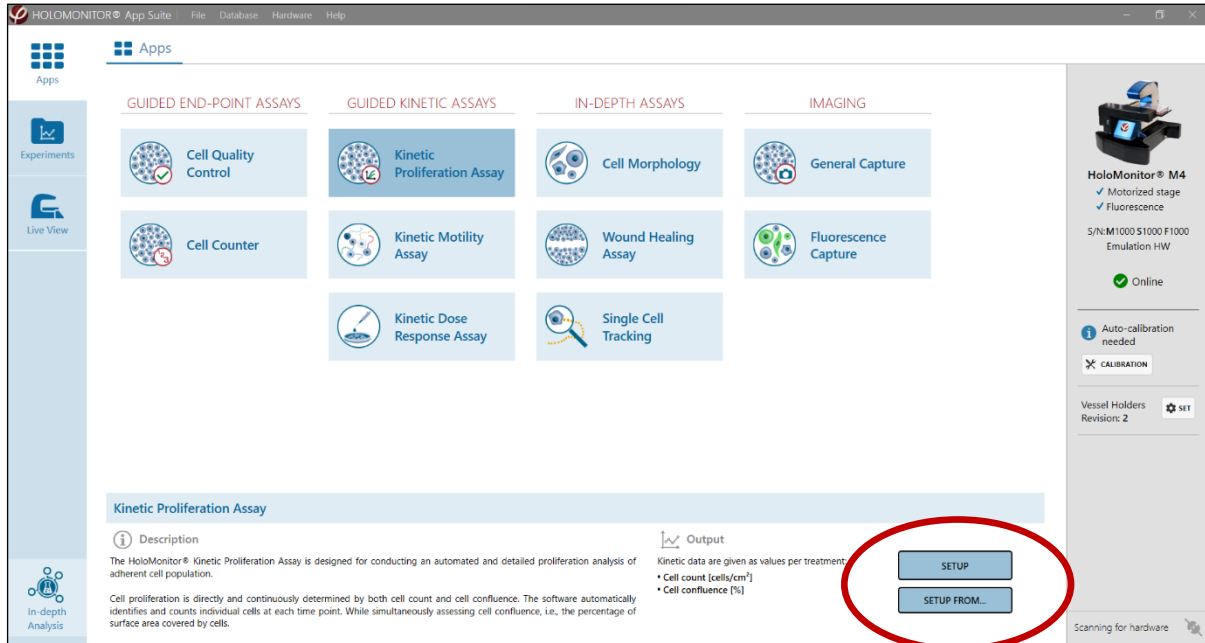 HOLOMONITOR® App Suite File Database Hardware Help
Apps
Experiments
Live View
In-depth
Analysis
Apps
GUIDED END-POINT ASSAYS
Cell Quality
Control
Cell Counter
GUIDED KINETIC ASSAYS
Kinetic
Proliferation Assay
Kinetic Motility
Assay
Kinetic Dose
Response Assay
IN-DEPTH ASSAYS
Cell Morphology
Wound Healing
Assay
Single Cell
Tracking
IMAGING
General Capture
Fluorescence
Capture
Kinetic Proliferation Assay
Description
The HoloMonitor® Kinetic Proliferation Assay is designed for conducting an automated and detailed proliferation analysis of
adherent cell population.
Cell proliferation is directly and continuously determined by both cell count and cell confluence. The software automatically
identifies and counts individual cells at each time point. While simultaneously assessing cell confluence, i.e., the percentage of
surface area covered by cells.
Output
Kinetic data are given as values per treatment:
• Cell count [cells/cm²]
• Cell confluence [%]
SETUP
SETUP FROM...
HoloMonitor® M4
✓ Motorized stage
✓ Fluorescence
S/N:M1000 S1000 F1000
Emulation HW
Online
Auto-calibration
needed
CALIBRATION
Vessel Holders
Revision: 2
SET
Scanning for hardware